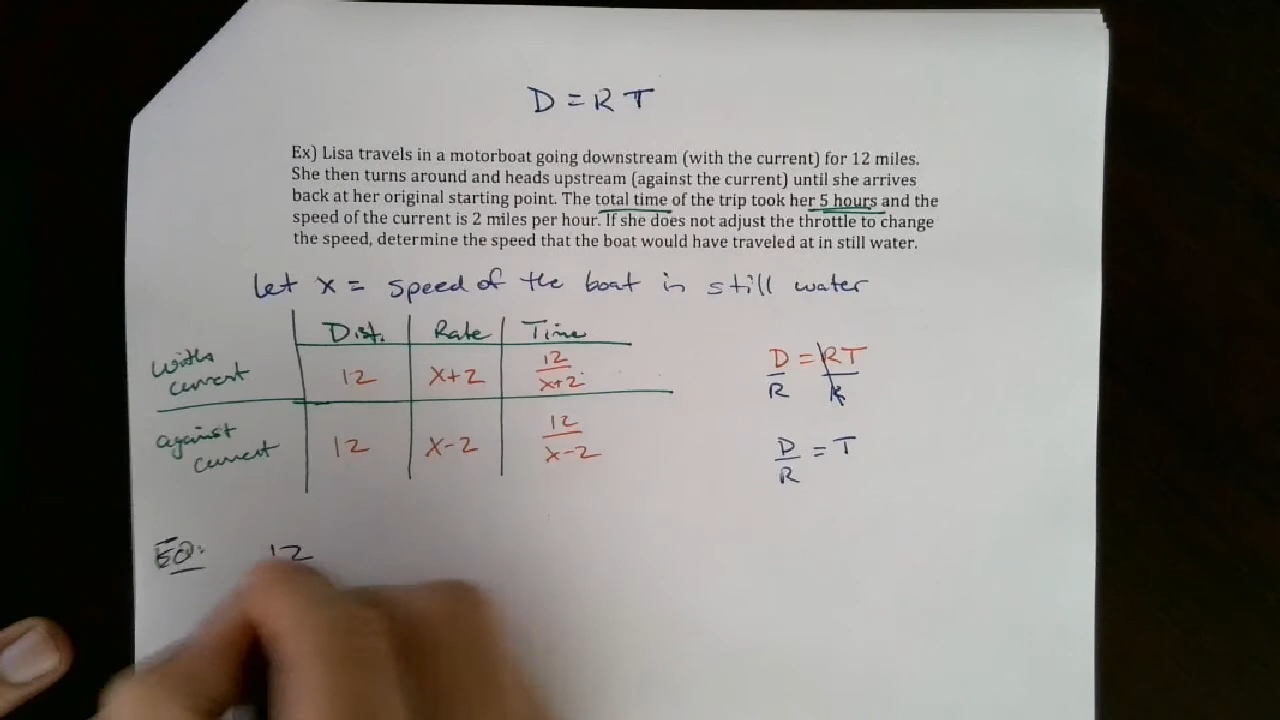 D = R T
Ex) Lisa travels in a motorboat going downstream (with the current) for 12 miles.
She then turns around and heads upstream (against the current) until she arrives
back at her original starting point. The total time of the trip took her 5 hours and the
speed of the current is 2 miles per hour. If she does not adjust the throttle to change
the speed, determine the speed that the boat would have traveled at in still water.
Let x = speed of the boat in still water
Dist. Rate Time
with current 12 x+2 12/x+2
against current 12 x-2 12/x-2
D/R = RT/R
D/R = T
EQ: 12